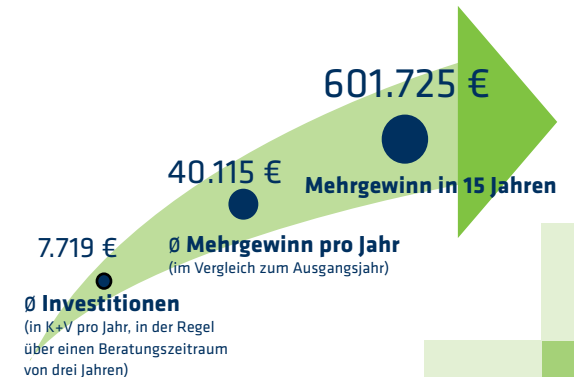 601.725 €
Mehrgewinn in 15 Jahren
40.115 €
Ø Mehrgewinn pro Jahr
(im Vergleich zum Ausgangsjahr)
7.719 €
Ø Investitionen
(in K+V pro Jahr, in der Regel
über einen Beratungszeitraum
von drei Jahren)